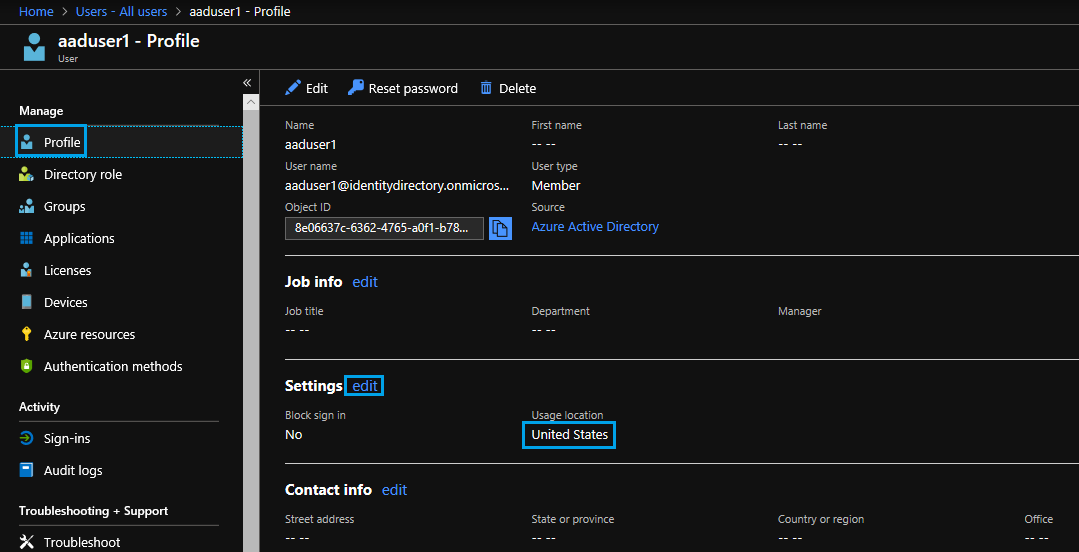 Home > Users - All users > aaduser1 - Profile
aaduser1 - Profile
User
«
Edit Reset password Delete
Manage
Profile
Directory role
Groups
Applications
Licenses
Devices
Azure resources
Authentication methods
Activity
Sign-ins
Audit logs
Troubleshooting + Support
Troubleshoot
Name First name Last name
aaduser1 -- -- -- --
User name User type
aaduser1@identitydirectory.onmicros... Member
Object ID Source
8e06637c-6362-4765-a0f1-b78... Azure Active Directory
Job info edit
Job title Department Manager
-- -- -- --
Settings edit
Block sign in Usage location
No United States
Contact info edit
Street address State or province Country or region Office
-- -- -- -- -- -- -- --